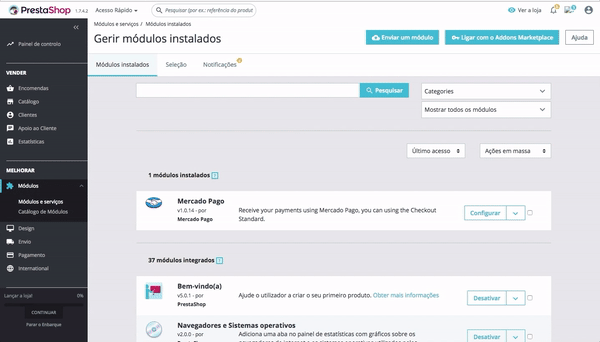 PrestaShop 1.7.4.2 Acesso Rápido Pesquisar (por ex.: referência do produto Ver a loja
Módulos e serviços / Módulos instalados
Gerir módulos instalados
Enviar um módulo Ligar com o Addons Marketplace Ajuda
Módulos instalados Seleção Notificações
Painel de controlo
VENDER
Encomendas
Catálogo
Clientes
Apoio ao Cliente
Estatísticas
MELHORAR
Módulos
Módulos e serviços
Catálogo de Módulos
Design
Envio
Pagamento
International
Lançar a loja! 0%
CONTINUAR
Parar o Enbarque
Pesquisar Categories
Mostrar todos os módulos
Último acesso Ações em massa
1 módulos instalados ?
Mercado Pago
v1.0.14 - por
Mercado Pago
Receive your payments using Mercado Pago, you can using the Checkout
Standard.
Configurar
37 módulos integrados ?
Bem-vindo(a)
v5.0.1 - por
PrestaShop
Ajude o utilizador a criar o seu primeiro produto. Obter mais informações
Desativar
Navegadores e Sistemas operativos
v2.0.0 - por
Adiciona uma aba no painel de estatísticas com gráficos sobre os
Desativar